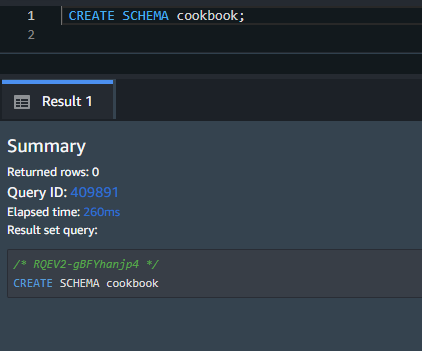 1 CREATE SCHEMA cookbook;
2
Result 1
Summary
Returned rows: 0
Query ID: 409891
Elapsed time: 260ms
Result set query:
/* RQEV2-gBFYhanjp4 */
CREATE SCHEMA cookbook